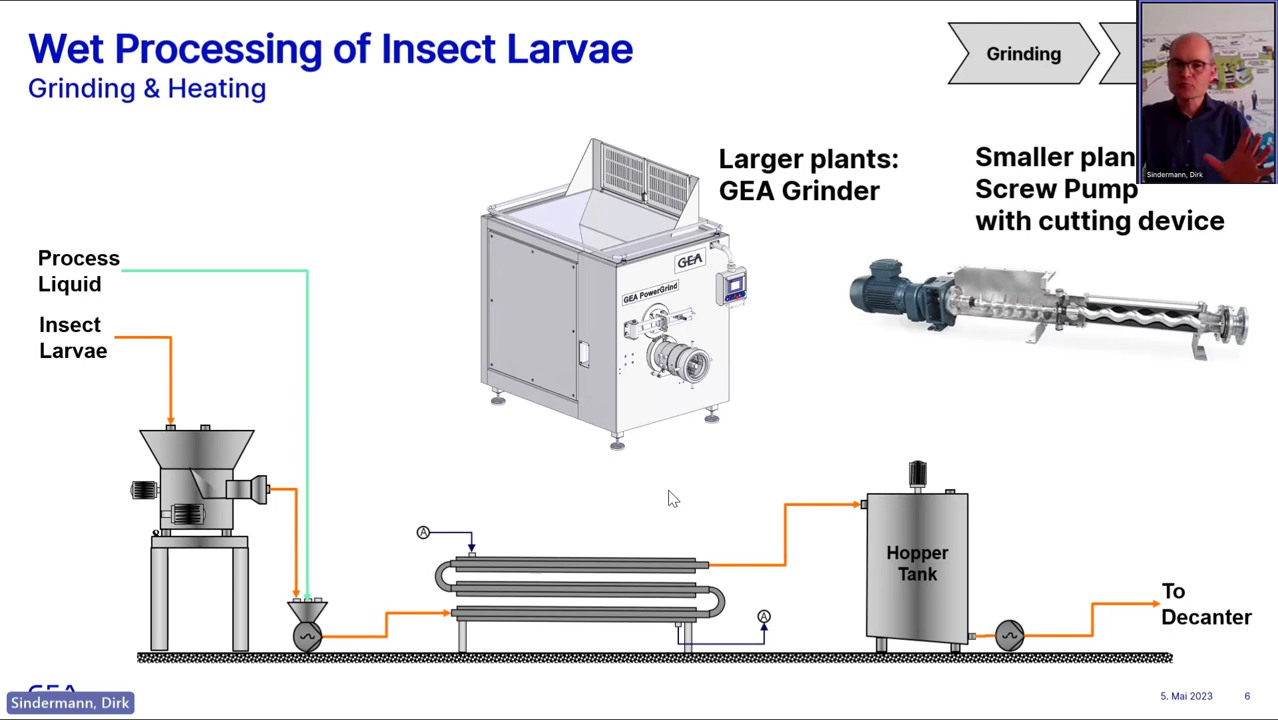 Wet Processing of Insect Larvae
Grinding & Heating
Grinding
Sindermann, Dirk
Larger plants:
GEA Grinder
Smaller plan
Screw Pump
with cutting device
GEA
GEA PowerGrind
Process
Liquid
Insect
Larvae
A
A
Hopper
Tank
To
Decanter
GEA
Sindermann, Dirk
5. Mai 2023
6